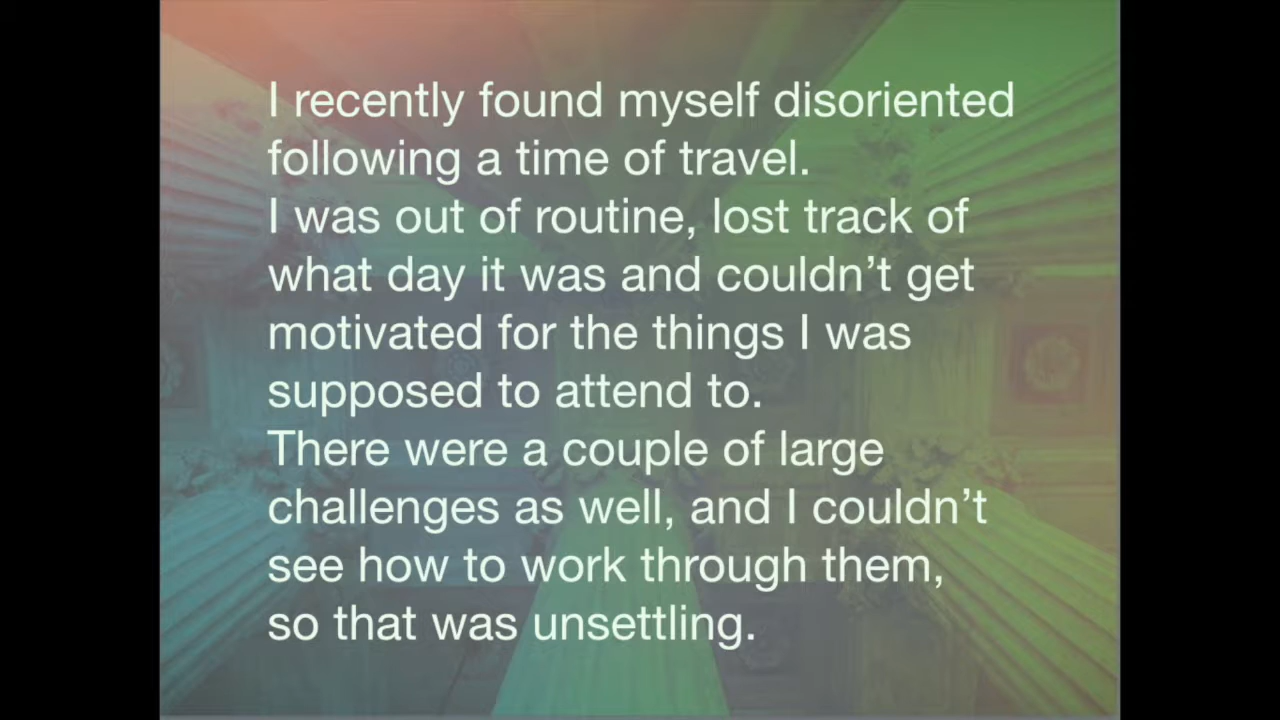 I recently found myself disoriented
following a time of travel.
I was out of routine, lost track of
what day it was and couldn’t get
motivated for the things I was
supposed to attend to.
There were a couple of large
challenges as well, and I couldn’t
see how to work through them,
so that was unsettling.